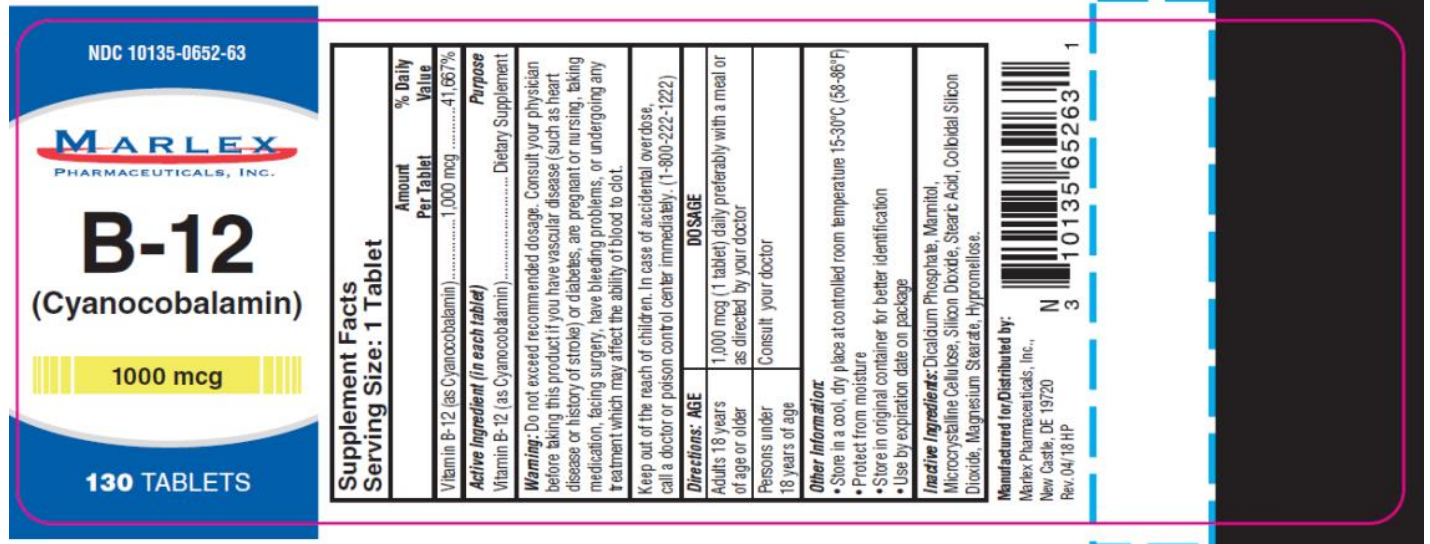 NDC 10135-0652-63
MARLEX
PHARMACEUTICALS, INC.
B-12
(Cyanocobalamin)
1000 mcg
130 TABLETS
Supplement Facts
Serving Size: 1 Tablet
Amount Per Tablet % Daily Value
Vitamin B-12 (as Cyanocobalamin)................1,000 mcg ...........41,667%
Active Ingredient (in each tablet) Purpose
Vitamin B-12 (as Cyanocobalamin)........................ Dietary Supplement
Warning: Do not exceed recommended dosage. Consult your physician
before taking this product if you have vascular disease (such as heart
disease or history of stroke) or diabetes, are pregnant or nursing, taking
medication, facing surgery, have bleeding problems, or undergoing any
treatment which may affect the ability of blood to clot.
Keep out of the reach of children. In case of accidental overdose,
call a doctor or poison control center immediately. (1-800-222-1222)
Directions: AGE DOSAGE
Adults 18 years 1,000 mcg (1 tablet) daily preferably with a meal or
of age or older as directed by your doctor
Persons under Consult your doctor
18 years of age
Other Information:
• Store in a cool, dry place at controlled room temperature 15-30°C (58-86°F)
• Protect from moisture
• Store in original container for better identification
• Use by expiration date on package
Inactive Ingredients: Dicalcium Phosphate, Mannitol,
Microcrystalline Cellulose, Silicon Dioxide, Stearic Acid, Colloidal Silicon
Dioxide, Magnesium Stearate, Hypromellose.
Manufactured for/Distributed by:
Marlex Pharmaceuticals, Inc.,
New Castle, DE 19720
Rev. 04/18 HP
N
3 10135 65263 1